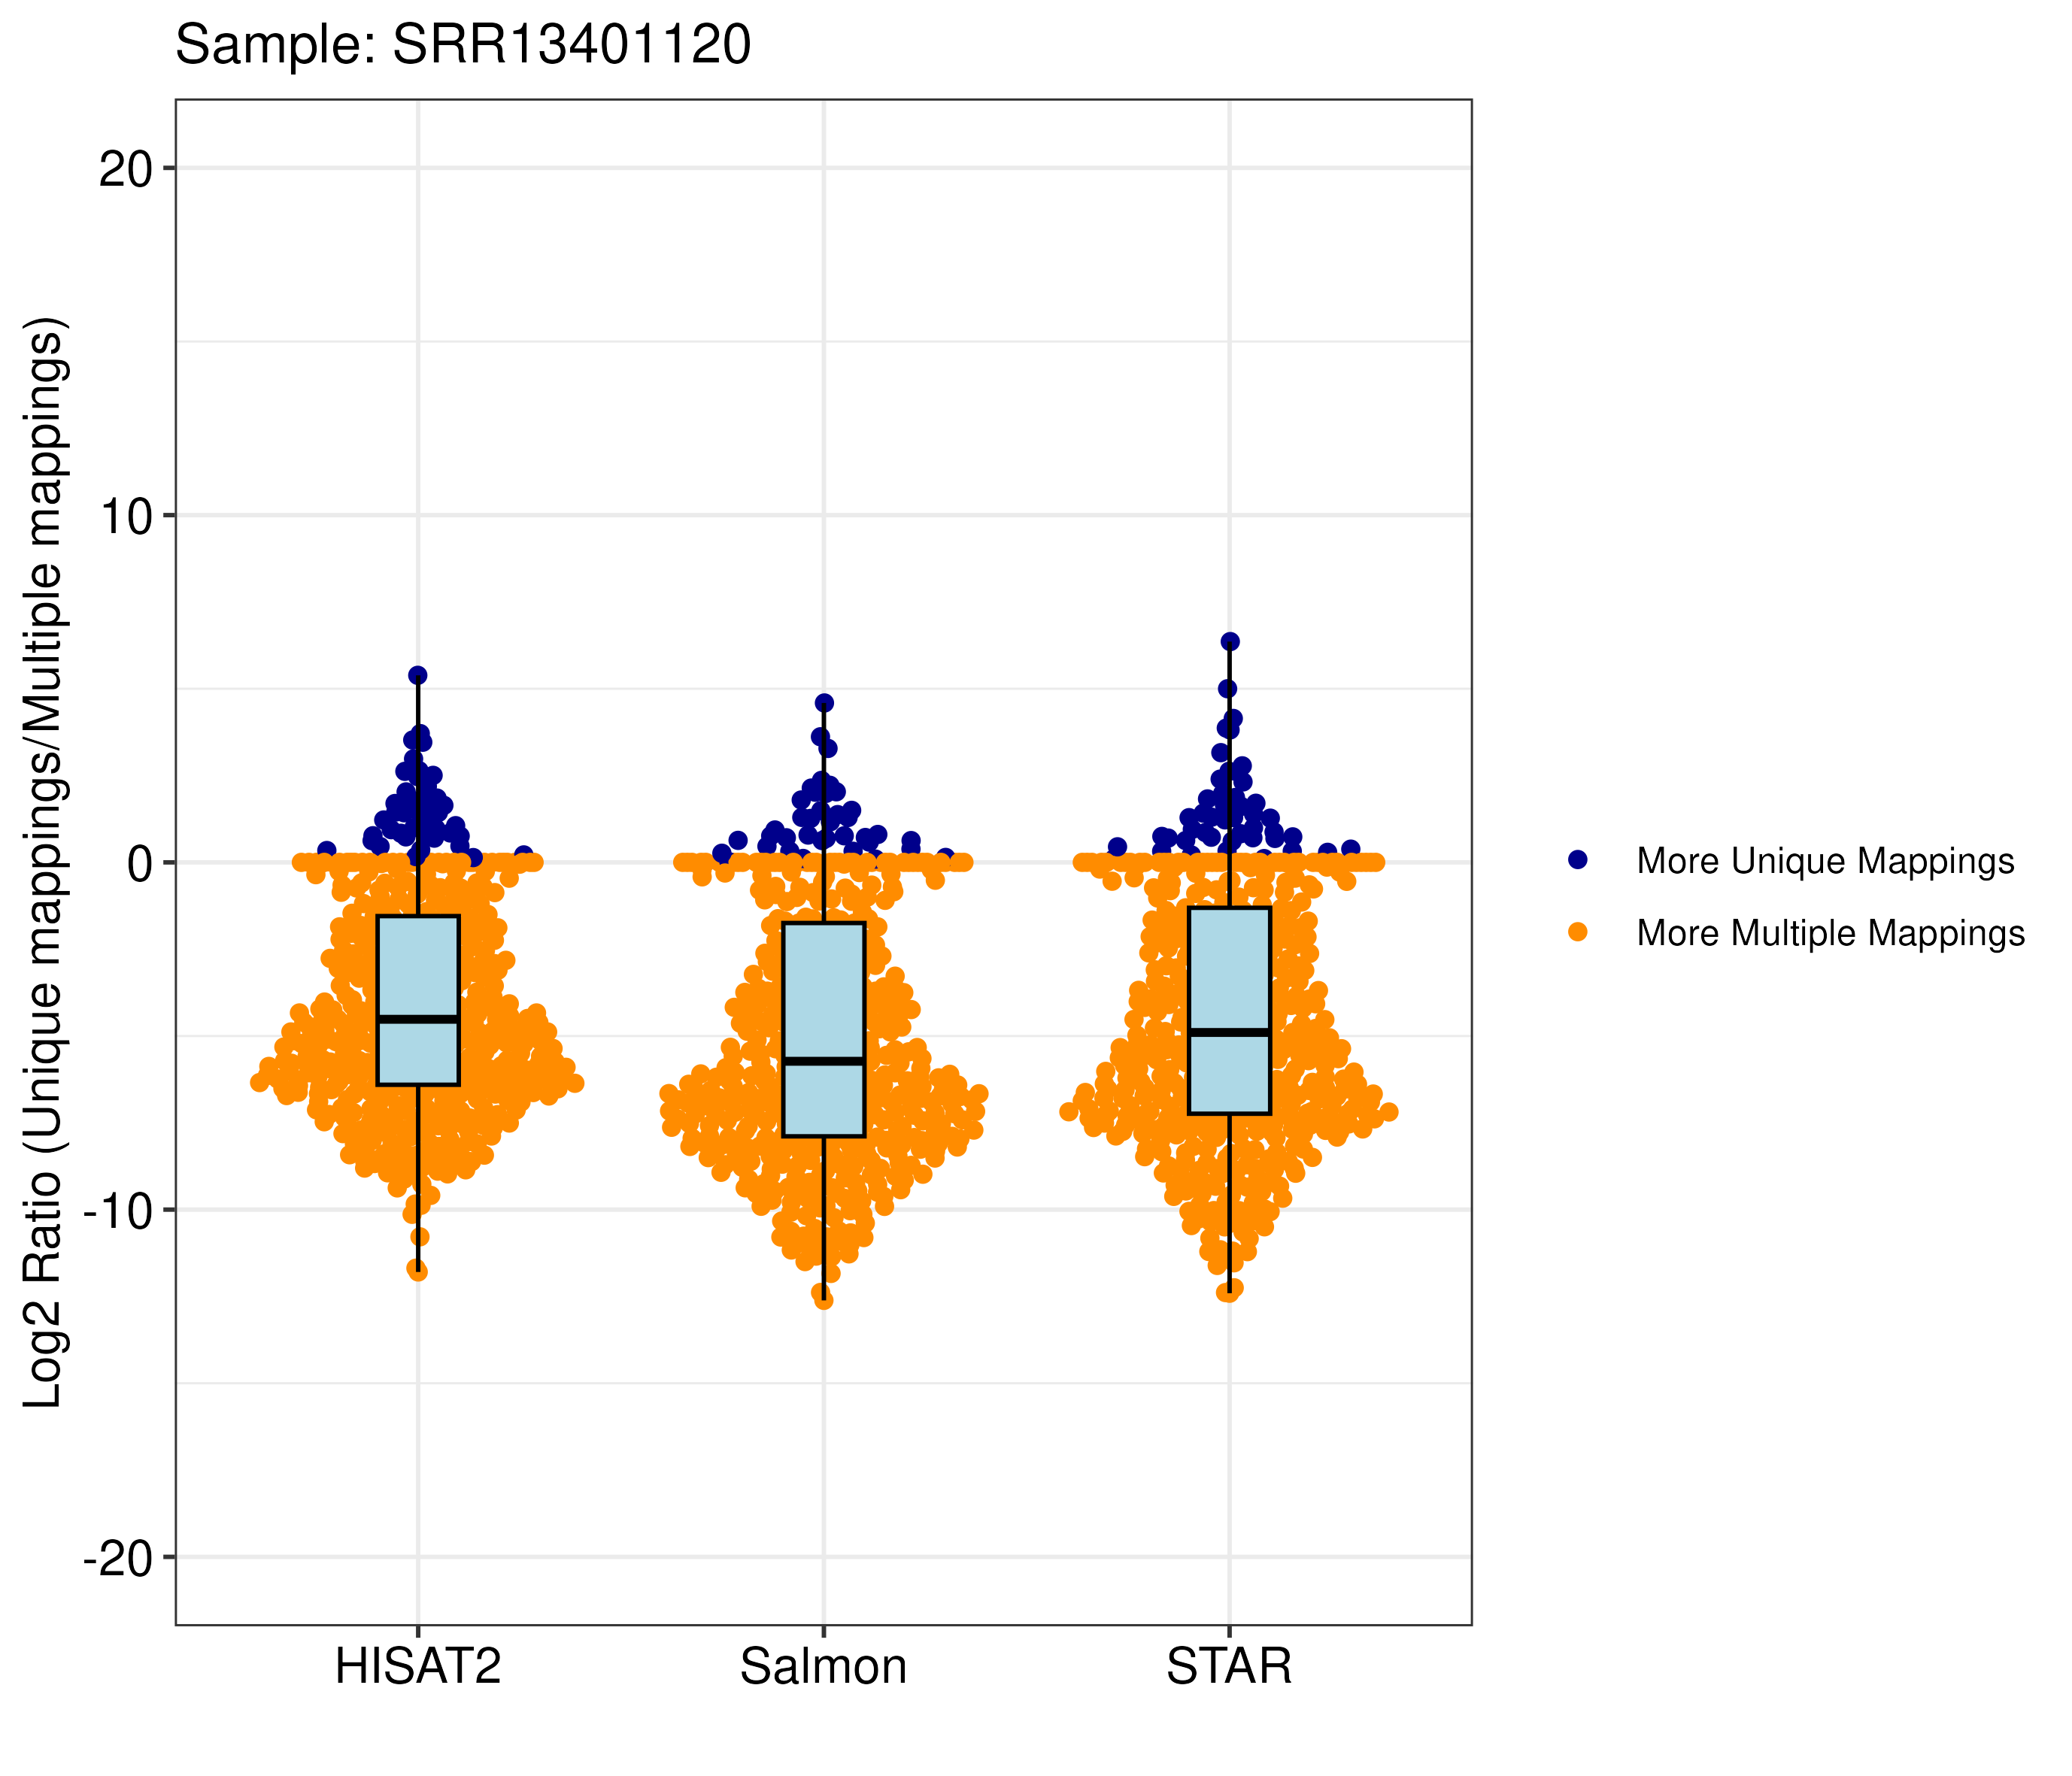 Sample: SRR13401120
Log2 Ratio (Unique mappings/Multiple mappings)
20
10
0
-10
-20
HISAT2
Salmon
STAR
More Unique Mappings
More Multiple Mappings